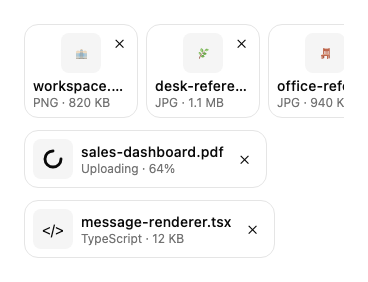 workspace....
PNG · 820 KB
desk-refere...
JPG · 1.1 MB
office-refe
JPG · 940 K
sales-dashboard.pdf
Uploading · 64%
</>
message-renderer.tsx
TypeScript · 12 KB